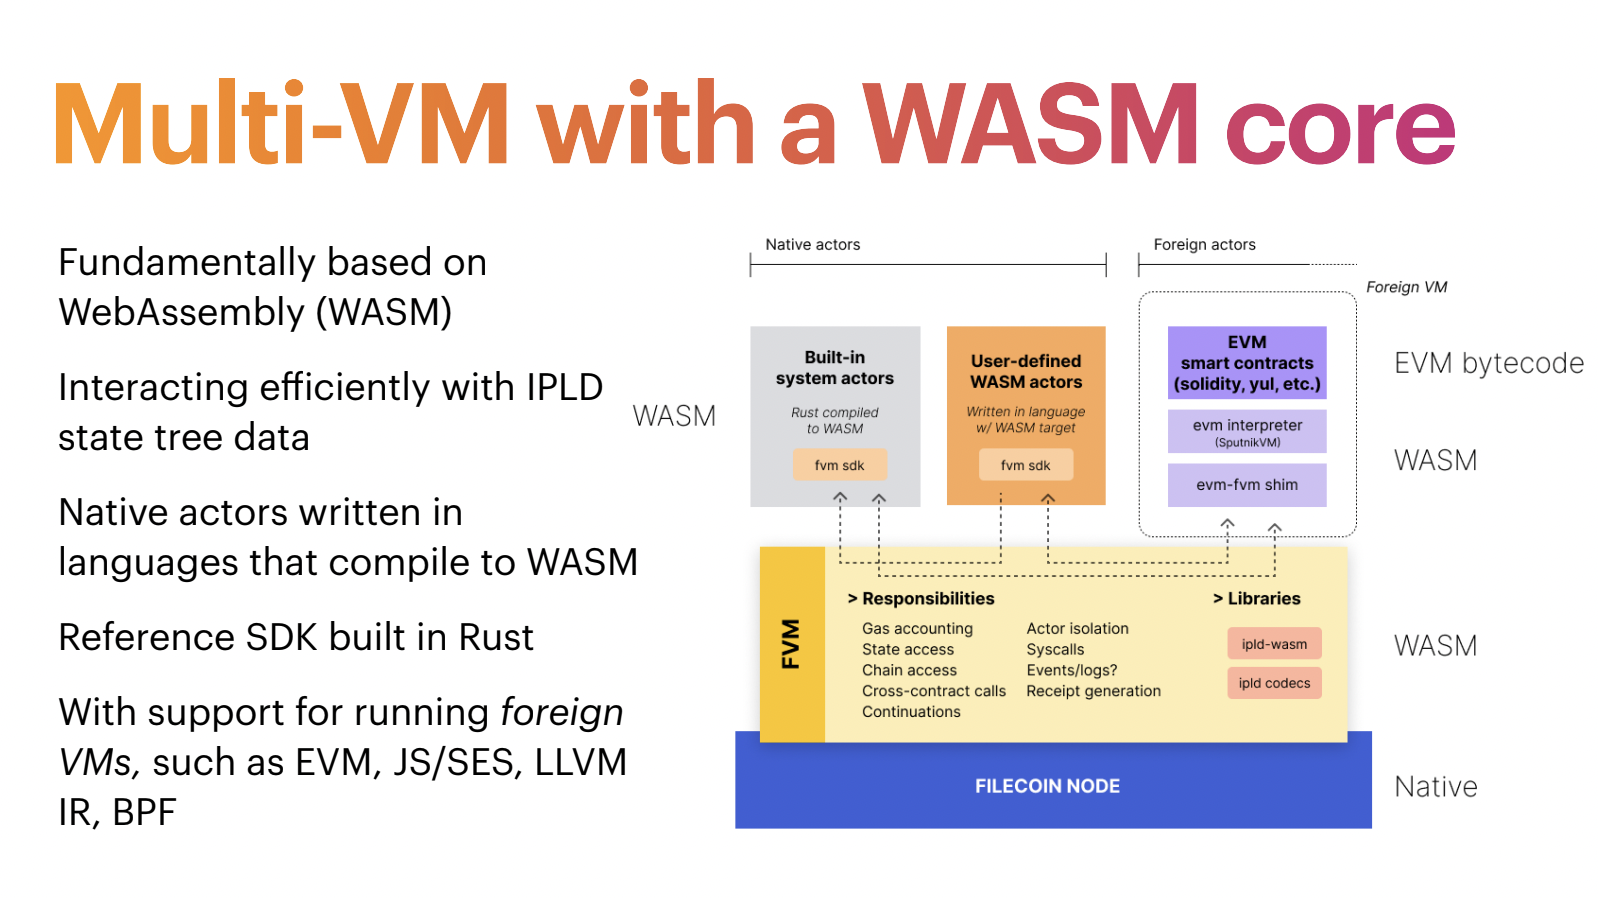 Multi-VM with a WASM core
Fundamentally based on
WebAssembly (WASM)
Interacting efficiently with IPLD
state tree data
Native actors written in
languages that compile to WASM
Reference SDK built in Rust
With support for running foreign
VMs, such as EVM, JS/SES, LLVM
IR, BPF
Native actors
Foreign actors
Foreign VM
WASM
Built-in
system actors
Rust compiled
to WASM
fvm sdk
User-defined
WASM actors
Written in language
w/ WASM target
fvm sdk
EVM
smart contracts
(solidity, yul, etc.)
evm interpreter
(SputnikVM)
evm-fvm shim
EVM bytecode
WASM
FVM
> Responsibilities
Gas accounting
State access
Chain access
Cross-contract calls
Continuations
Actor isolation
Syscalls
Events/logs?
Receipt generation
> Libraries
ipld-wasm
ipld codecs
WASM
FILECOIN NODE
Native